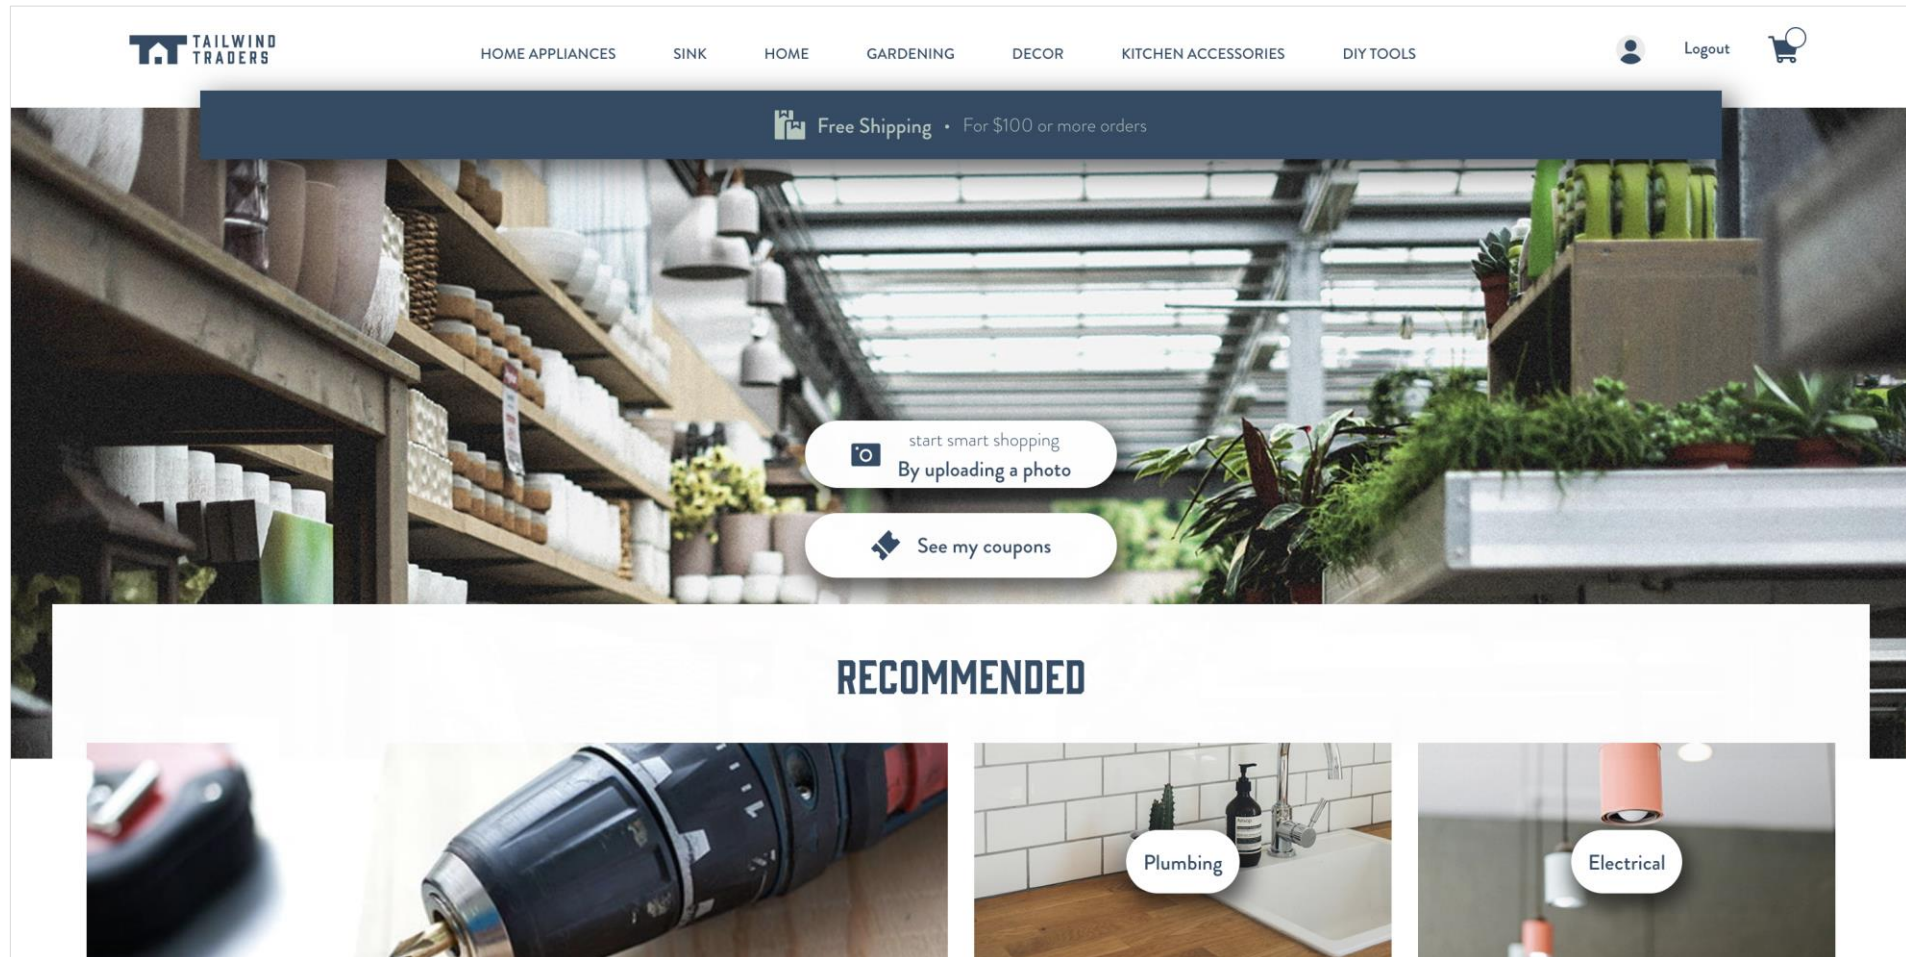 TAILWIND
TRADERS
HOME APPLIANCES
SINK
HOME
GARDENING
DECOR
KITCHEN ACCESSORIES
DIY TOOLS
Logout
Free Shipping • For $100 or more orders
start smart shopping
By uploading a photo
See my coupons
RECOMMENDED
Plumbing
Electrical